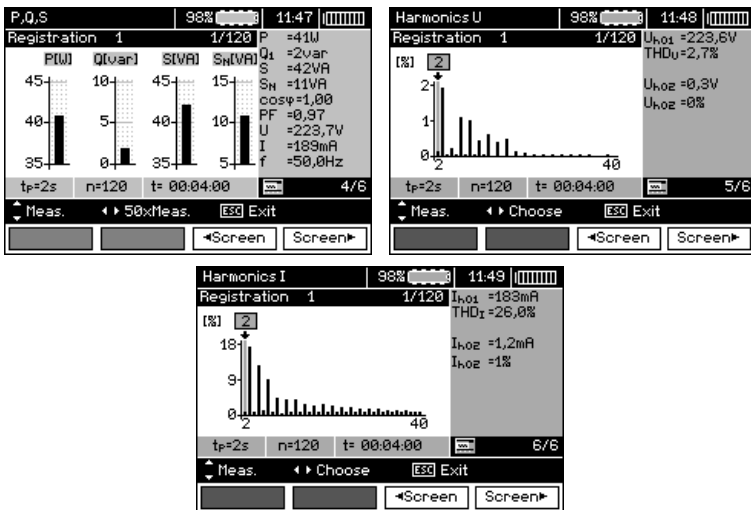 P,Q,S 98% 11:47
Registration 1 1/120
P[W] Q[var] S[VA] SN[VA]
45 10 45 15
40 5 40 10
35 0 35 5
P =41W
Q1 =2var
S =42VA
SN =11VA
cosφ=1,00
PF =0,97
U =223,7V
I =189mA
f =50,0Hz
tP=2s n=120 t= 00:04:00 4/6
Meas. 50xMeas. ESC Exit
◄Screen Screen►
Harmonics U 98% 11:48
Registration 1 1/120
[%] 2
2
1
0
2 40
Uh01 =223,6V
THDU=2,7%
Uh02 =0,3V
Uh02 =0%
tP=2s n=120 t= 00:04:00 5/6
Meas. Choose ESC Exit
◄Screen Screen►
Harmonics I 98% 11:49
Registration 1 1/120
[%] 2
18
9
0
2 40
Ih01 =183mA
THDI=26,0%
Ih02 =1,2mA
Ih02 =1%
tP=2s n=120 t= 00:04:00 6/6
Meas. Choose ESC Exit
◄Screen Screen►